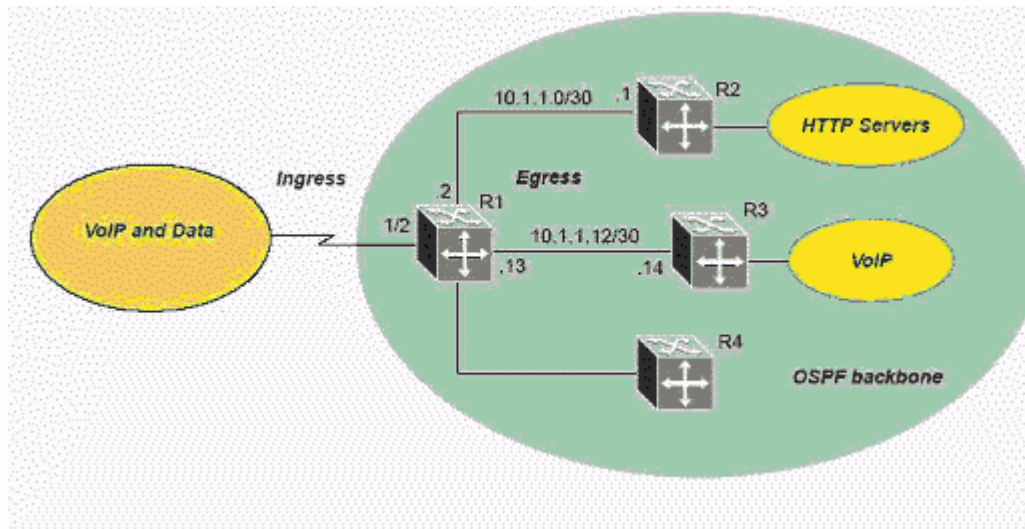 10.1.1.0/30
.1
R2
HTTP Servers
Ingress
Egress
.2
R1
R3
VoIP and Data
1/2
10.1.1.12/30
.13
.14
VoIP
R4
OSPF backbone